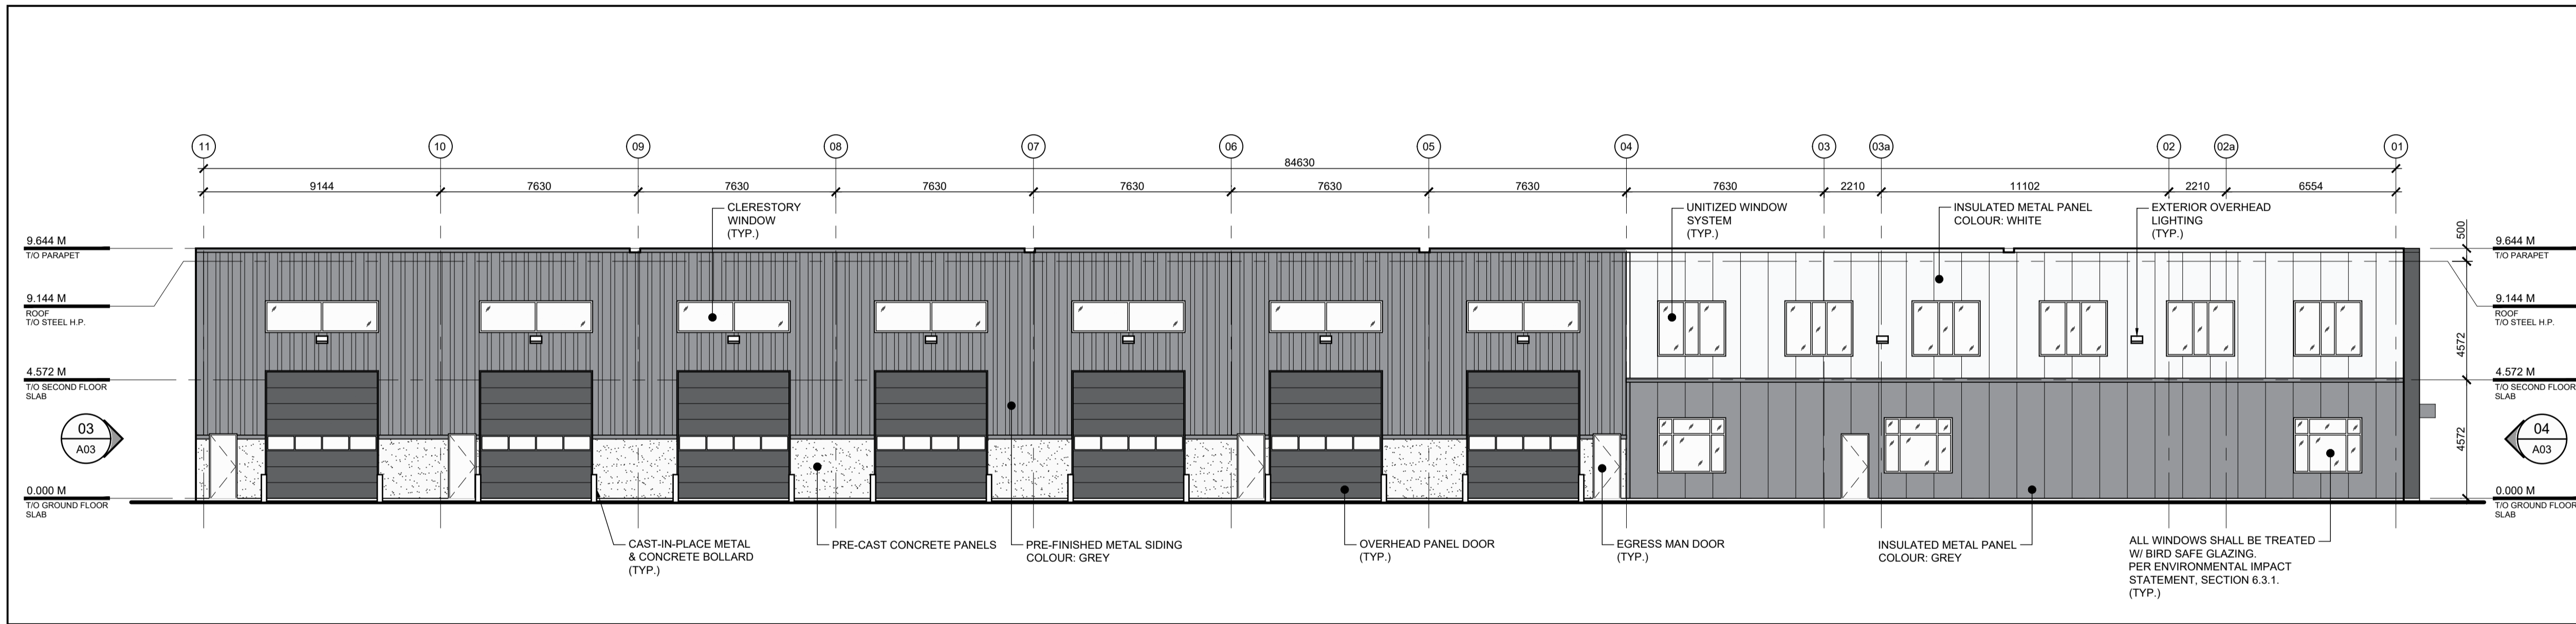 11
10
09
08
07
06
05
04
03
03a
02
02a
01
84630
9144
7630
7630
7630
7630
7630
7630
7630
2210
11102
2210
6554
CLERESTORY
WINDOW
(TYP.)
UNITIZED WINDOW
SYSTEM
(TYP.)
INSULATED METAL PANEL
COLOUR: WHITE
EXTERIOR OVERHEAD
LIGHTING
(TYP.)
9.644 M
T/O PARAPET
9.144 M
ROOF
T/O STEEL H.P.
4.572 M
T/O SECOND FLOOR
SLAB
03
A03
0.000 M
T/O GROUND FLOOR
SLAB
500
4572
4572
9.644 M
T/O PARAPET
9.144 M
ROOF
T/O STEEL H.P.
4.572 M
T/O SECOND FLOOR
SLAB
04
A03
0.000 M
T/O GROUND FLOOR
SLAB
CAST-IN-PLACE METAL
& CONCRETE BOLLARD
(TYP.)
PRE-CAST CONCRETE PANELS
PRE-FINISHED METAL SIDING
COLOUR: GREY
OVERHEAD PANEL DOOR
(TYP.)
EGRESS MAN DOOR
(TYP.)
INSULATED METAL PANEL
COLOUR: GREY
ALL WINDOWS SHALL BE TREATED
W/ BIRD SAFE GLAZING.
PER ENVIRONMENTAL IMPACT
STATEMENT, SECTION 6.3.1.
(TYP.)